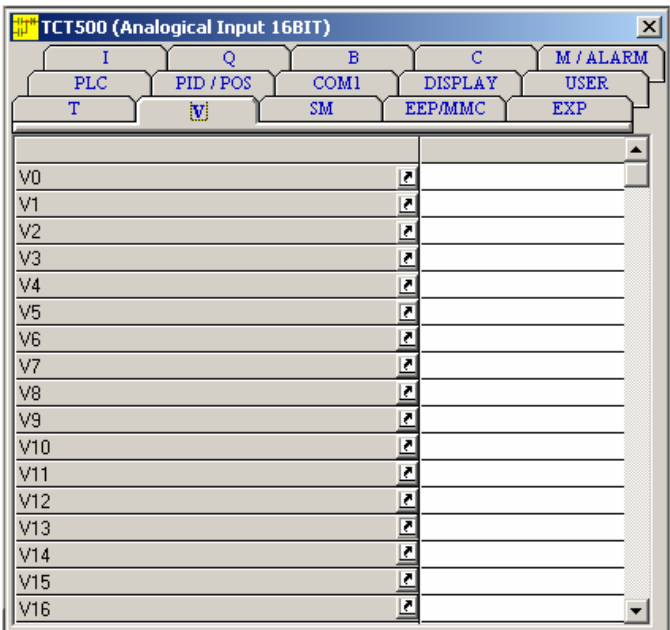 TCT500 (Analogical Input 16BIT)
I Q B C M / ALARM
PLC PID / POS COM1 DISPLAY USER
T V SM EEP/MMC EXP
V0
V1
V2
V3
V4
V5
V6
V7
V8
V9
V10
V11
V12
V13
V14
V15
V16